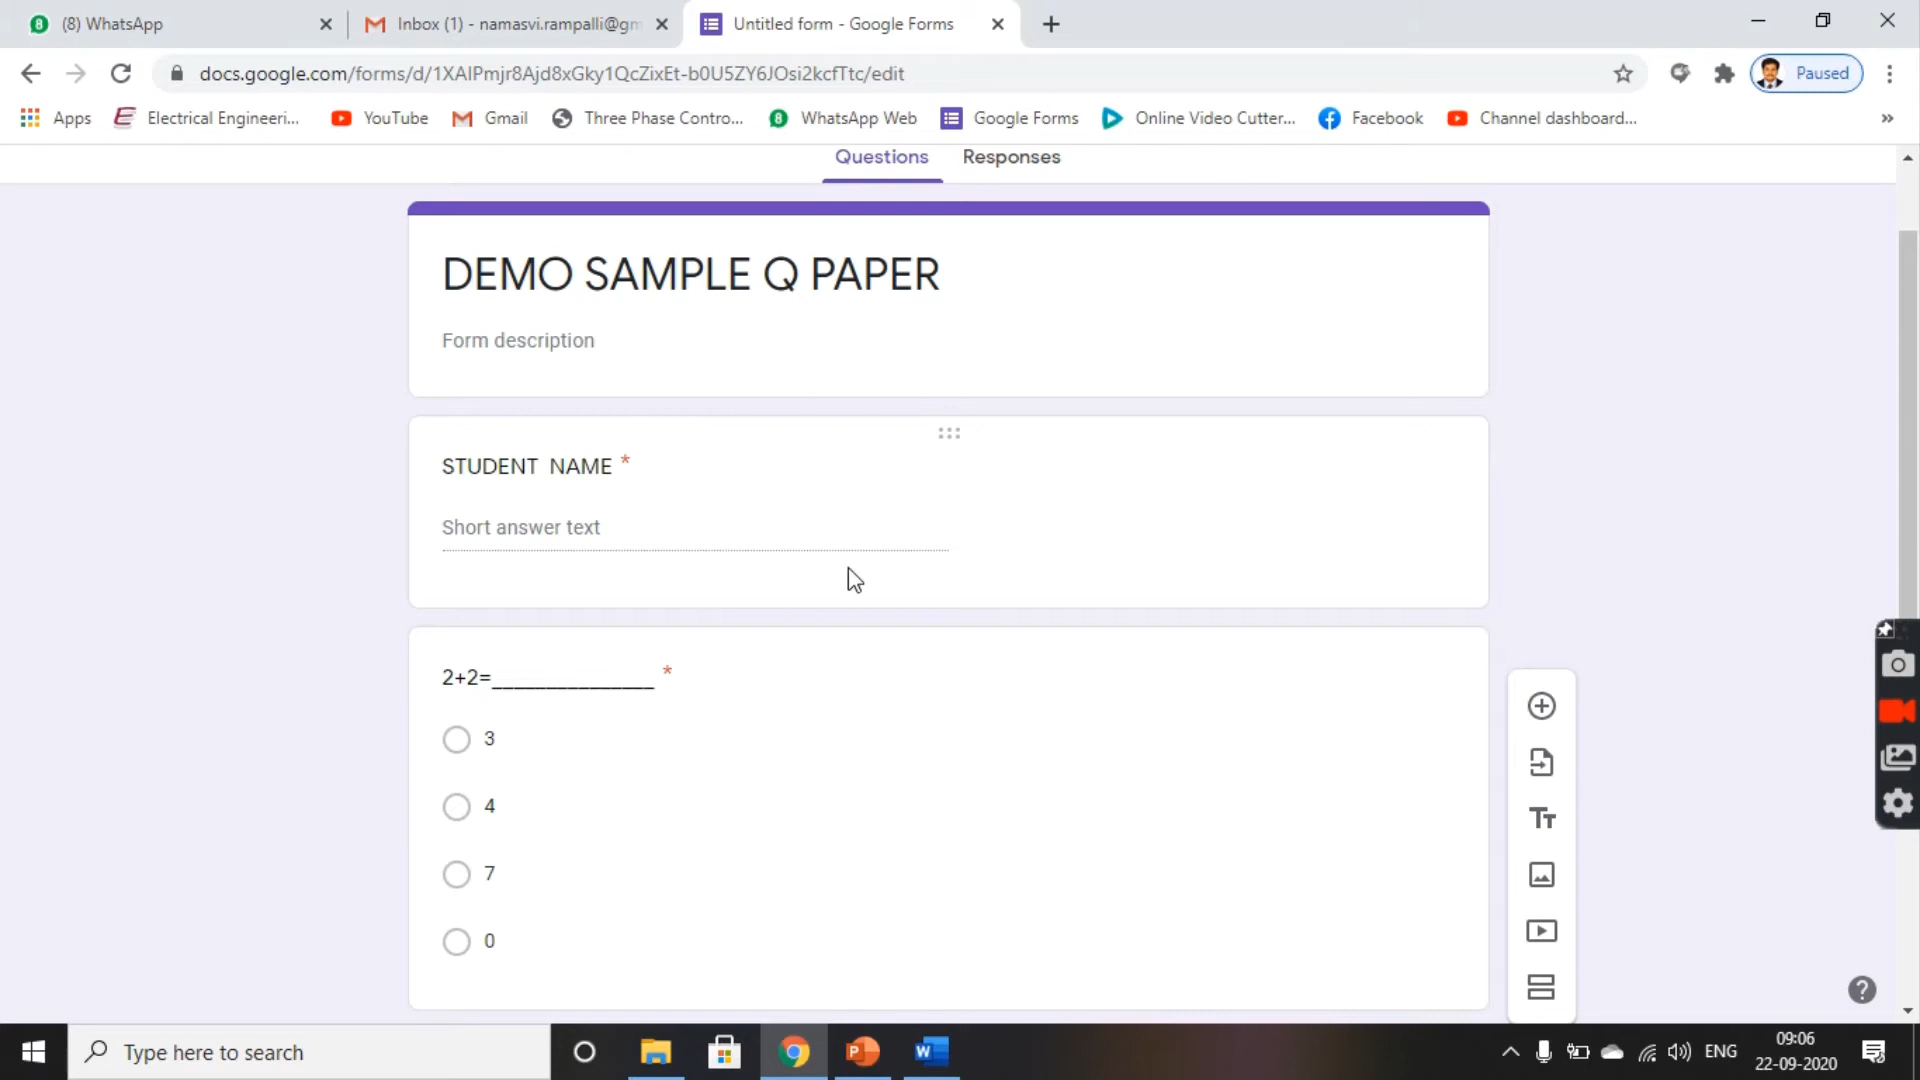 (8) WhatsApp
Inbox (1) - namasvi.rampalli@gm
Untitled form - Google Forms
docs.google.com/forms/d/1XAlPmjr8Ajd8xGky1QcZixEt-b0U5ZY6JOsi2kcfTtc/edit
Paused
Apps
Electrical Engineeri...
YouTube
Gmail
Three Phase Contro...
WhatsApp Web
Google Forms
Online Video Cutter...
Facebook
Channel dashboard...
Questions
Responses
DEMO SAMPLE Q PAPER
Form description
STUDENT NAME *
Short answer text
2+2=_______________ *
3
4
7
0
Type here to search
ENG
09:06
22-09-2020